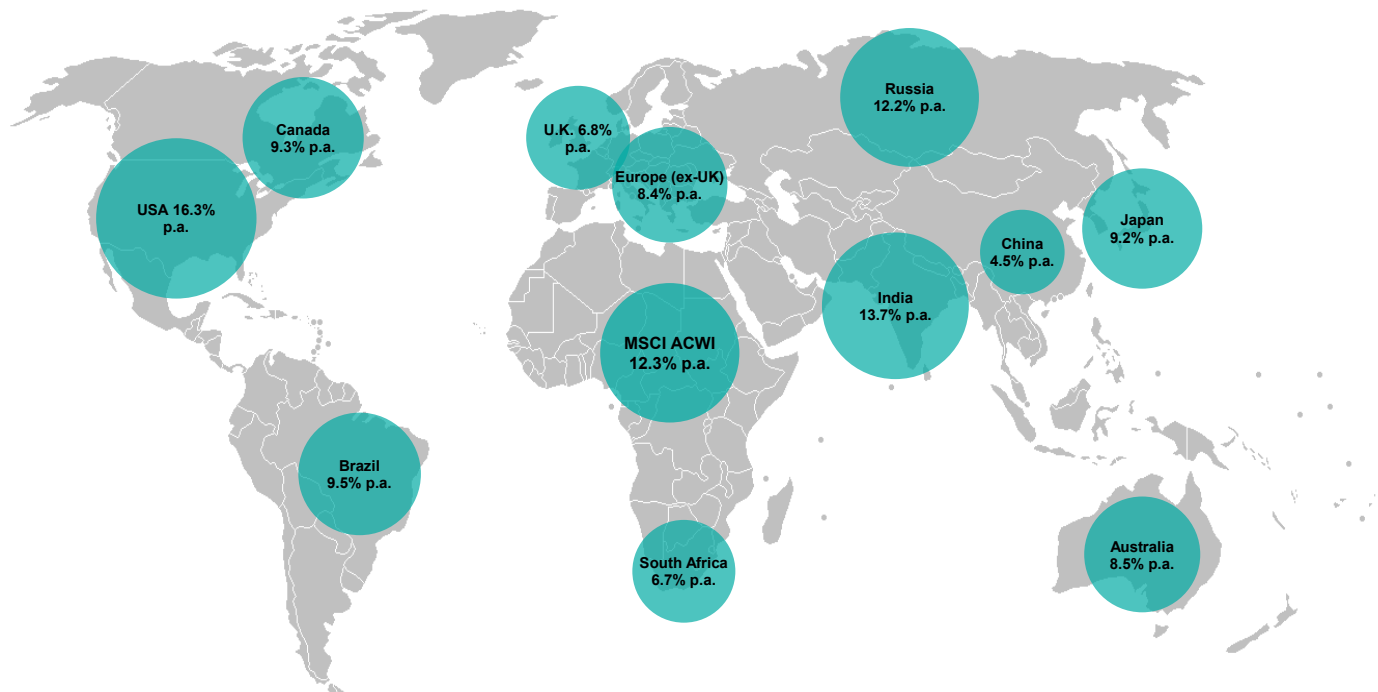 Russia
12.2% p.a.
Canada
9.3% p.a.
U.K. 6.8%
p.a.
Europe (ex-UK)
8.4% p.a.
USA 16.3%
p.a.
Japan
9.2% p.a.
China
4.5% p.a.
India
13.7% p.a.
MSCI ACWI
12.3% p.a.
Brazil
9.5% p.a.
South Africa
6.7% p.a.
Australia
8.5% p.a.